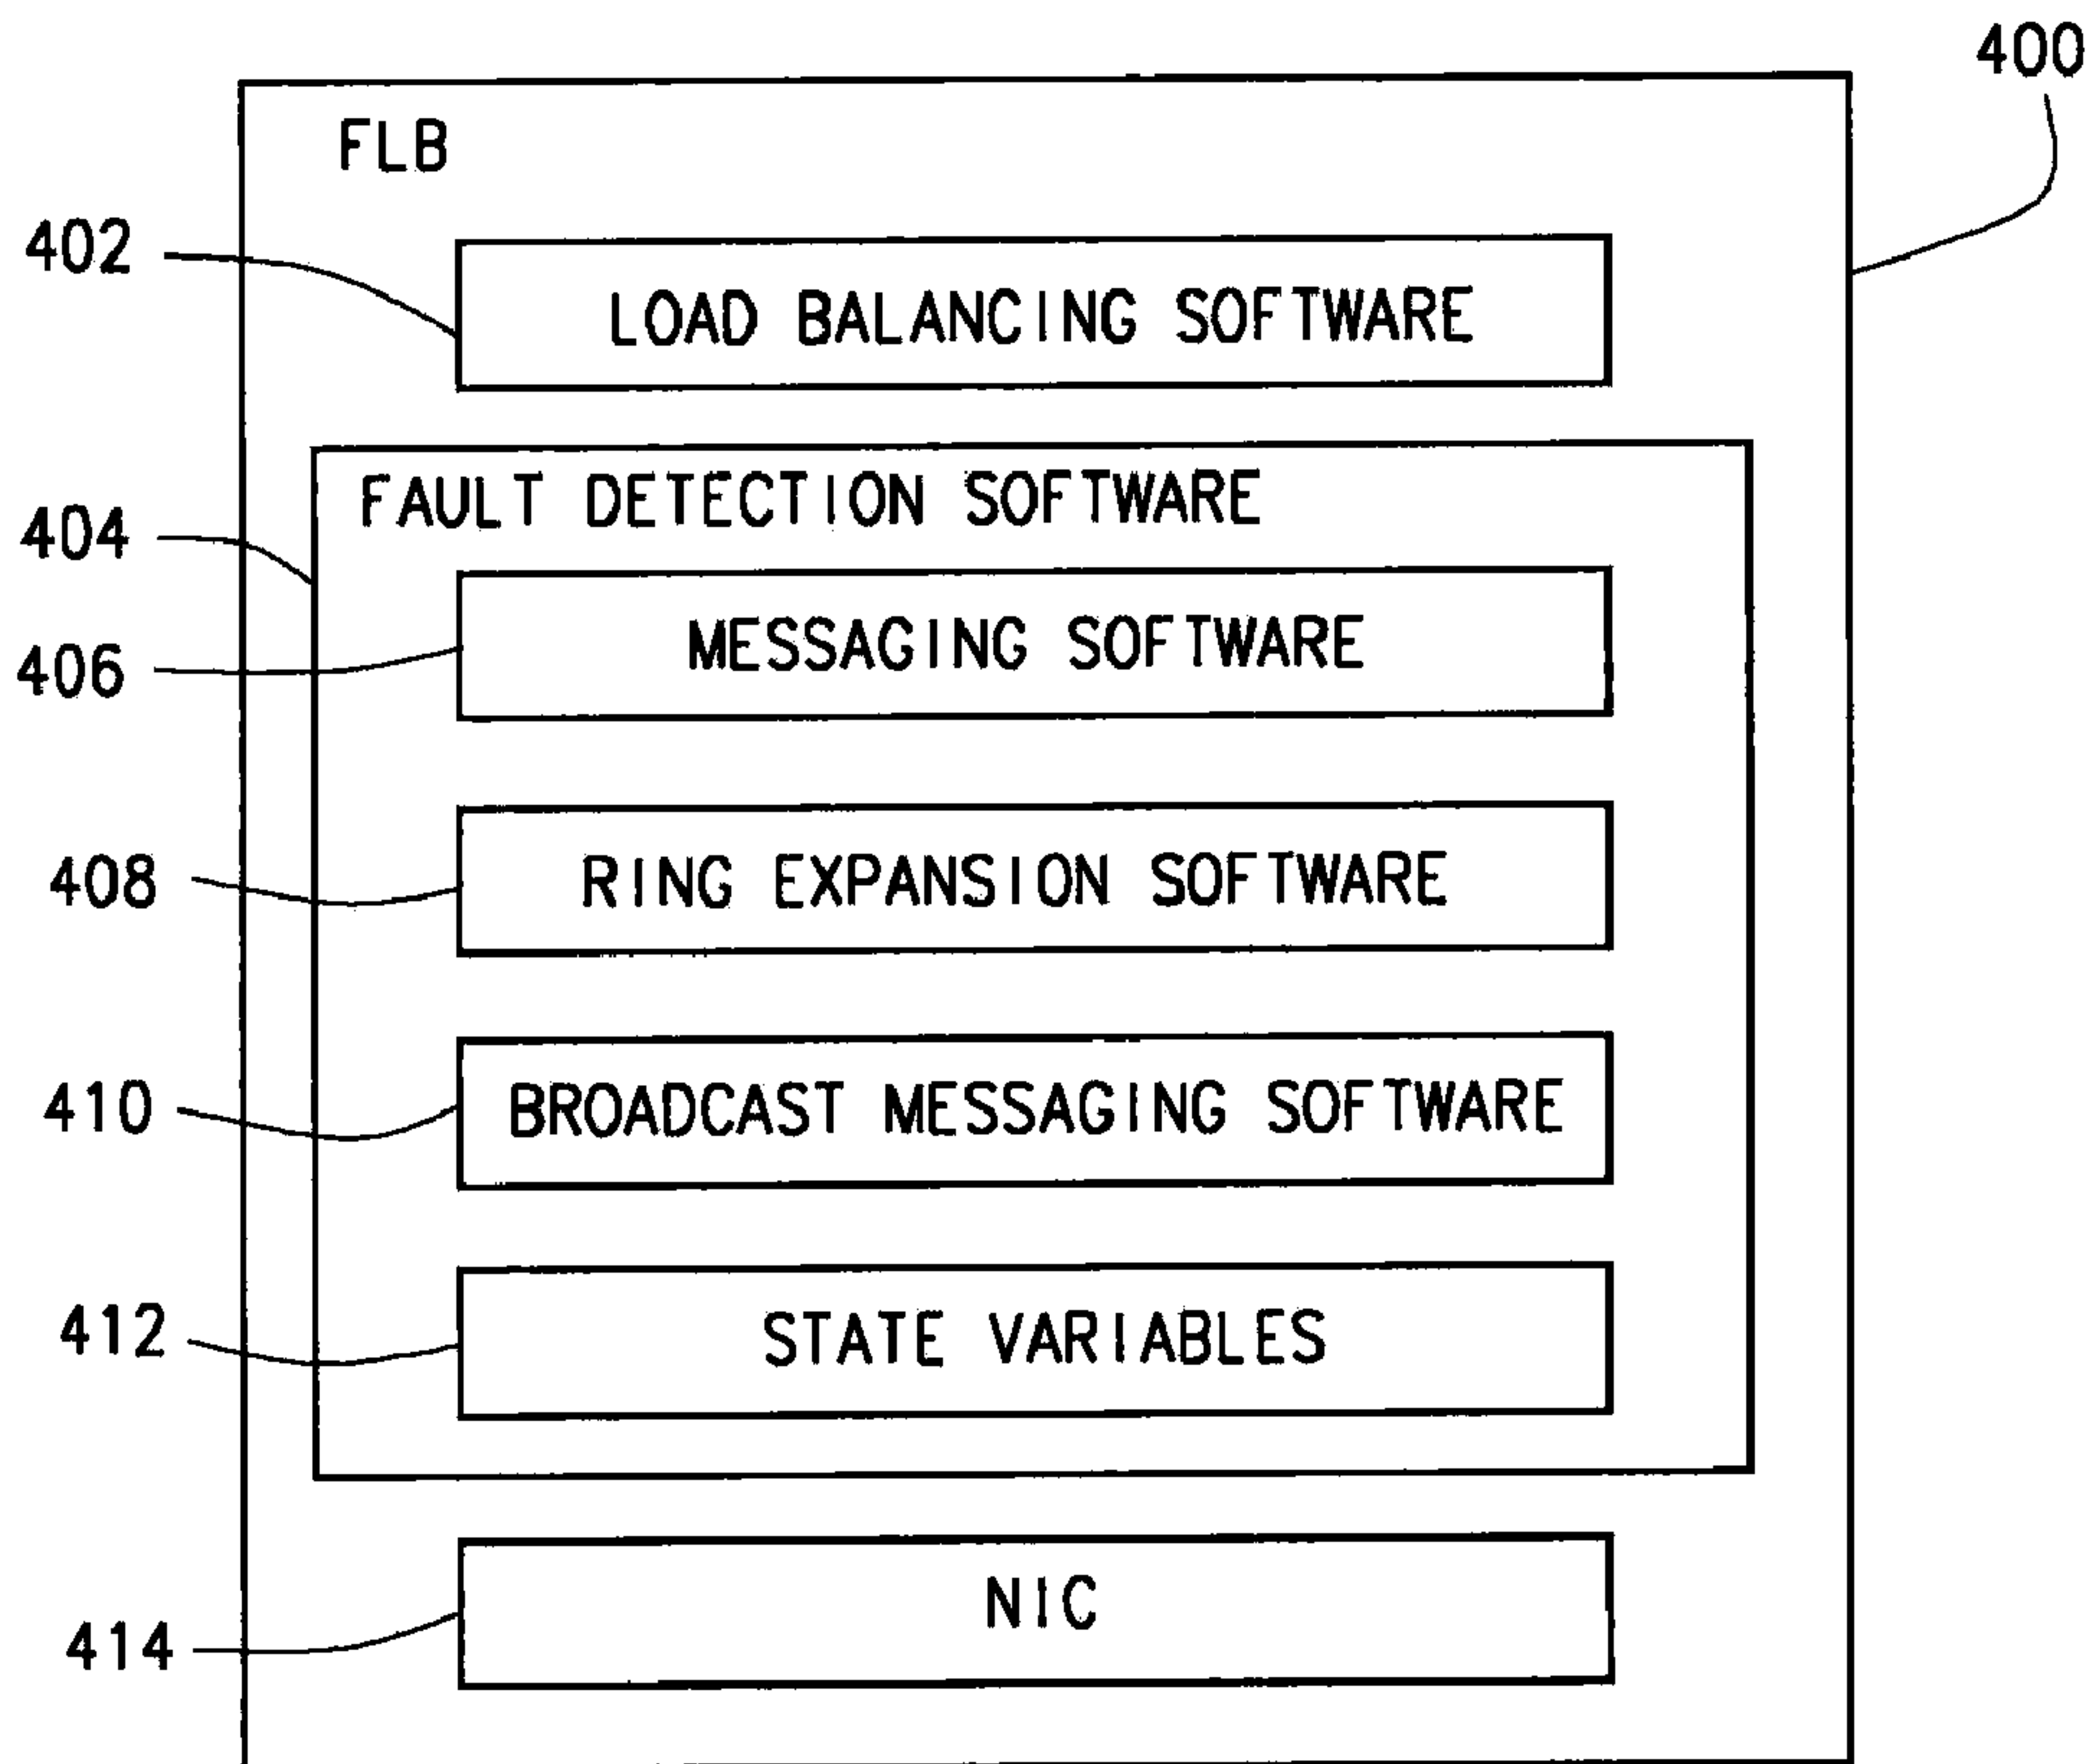 400
FLB
402
LOAD BALANCING SOFTWARE
FAULT DETECTION SOFTWARE
404
MESSAGING SOFTWARE
406
408
RING EXPANSION SOFTWARE
410
BROADCAST MESSAGING SOFTWARE
412
STATE VARIABLES
NIC
414